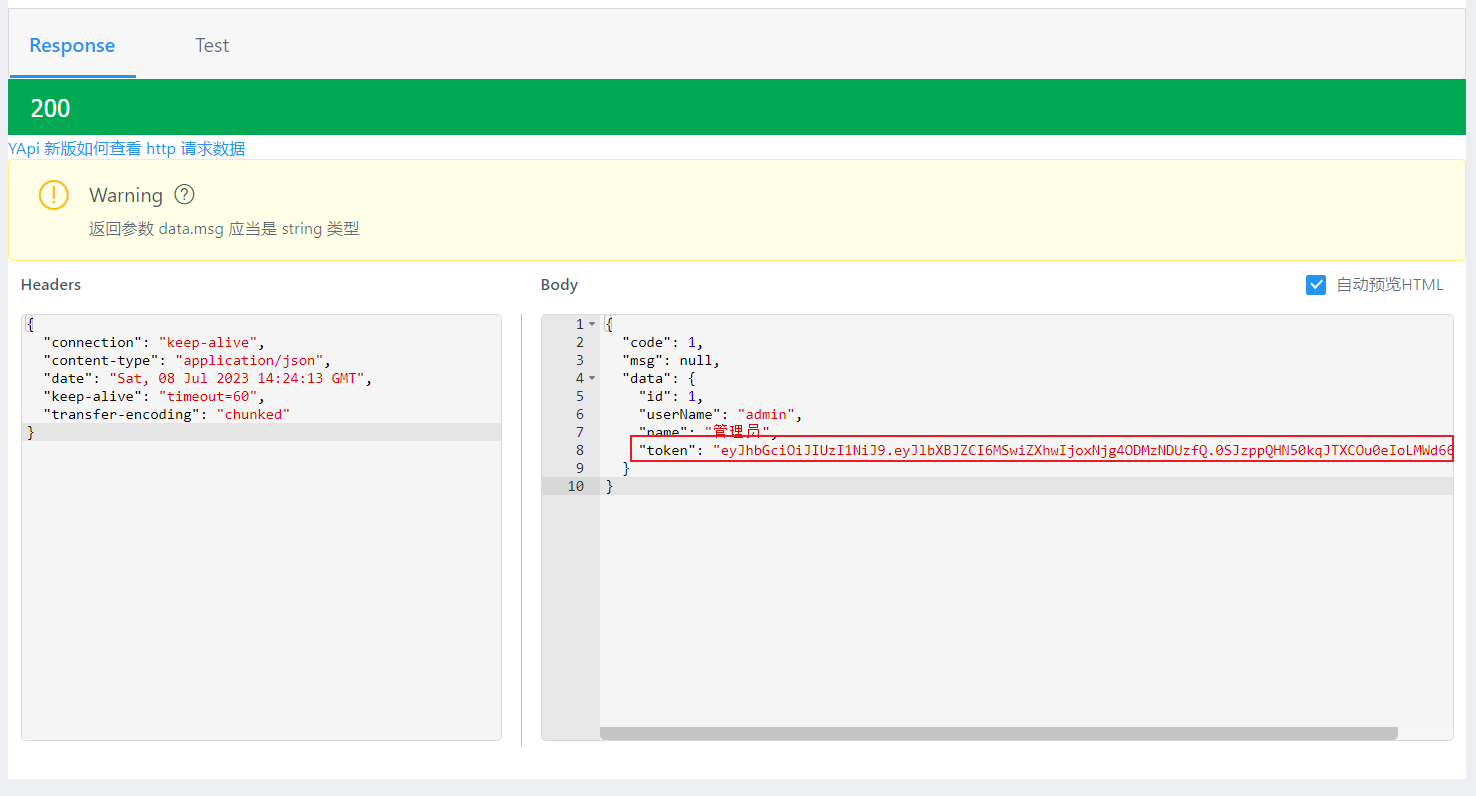 Response Test
200
YApi 新版如何查看 http 请求数据
Warning ?
返回参数 data.msg 应当是 string 类型
Headers
{
"connection": "keep-alive",
"content-type": "application/json",
"date": "Sat, 08 Jul 2023 14:24:13 GMT",
"keep-alive": "timeout=60",
"transfer-encoding": "chunked"
}
Body
自动预览HTML
1 {
2 "code": 1,
3 "msg": null,
4 "data": {
5 "id": 1,
6 "userName": "admin",
7 "name": "管理员",
8 "token": "eyJhbGciOiJIUzI1NiJ9.eyJlbXBJZCI6MSwiZXhwIjoxNjg4ODMzNDUzfQ.0SJzppQHN50kqJTXCOu0eIoLMWd66
9 }
10 }